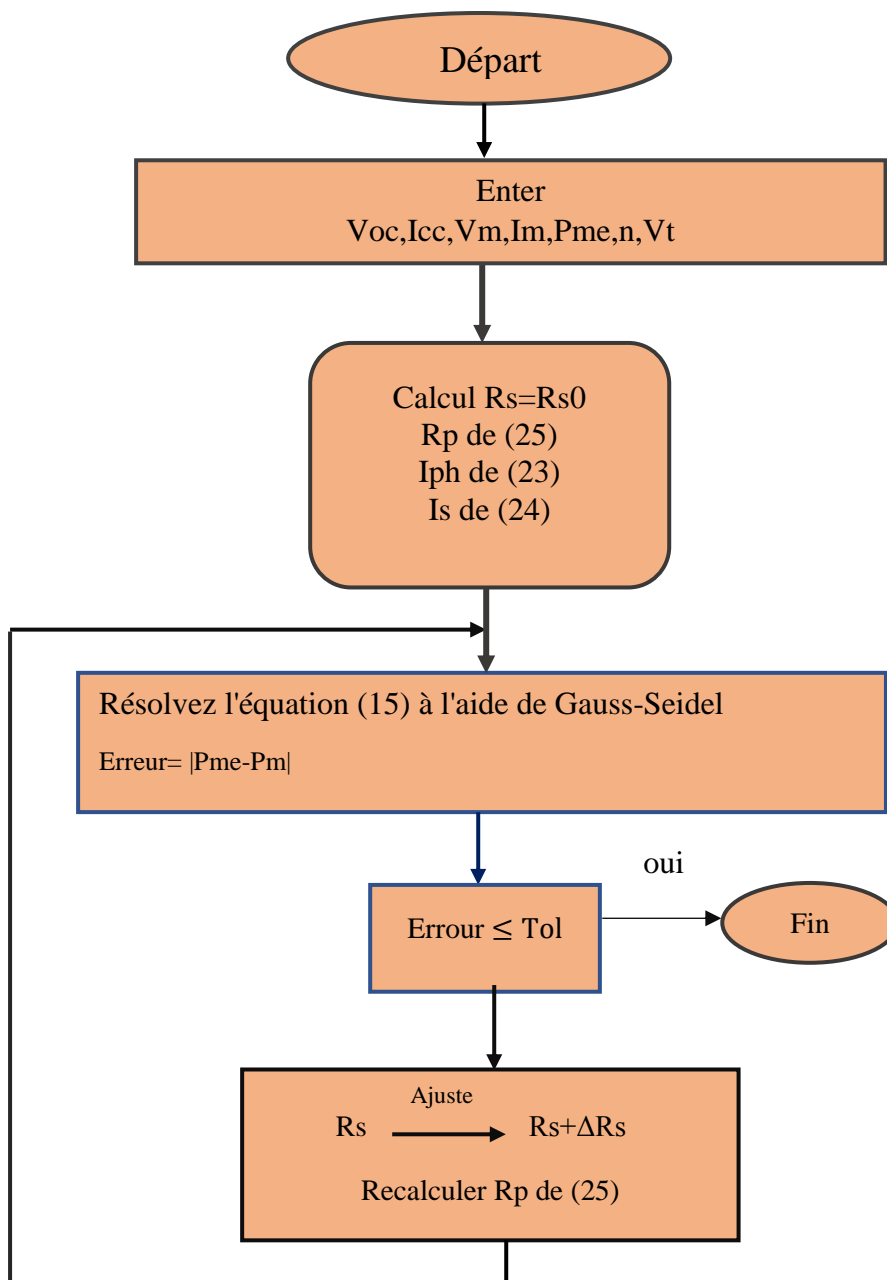 Départ
Enter
Voc,Icc,Vm,Im,Pme,n,Vt
Calcul Rs=Rs0
Rp de (25)
Iph de (23)
Is de (24)
Résolvez l'équation (15) à l'aide de Gauss-Seidel
Erreur= |Pme-Pm|
oui
Errour ≤ Tol
Fin
Ajuste
Rs Rs+ΔRs
Recalculer Rp de (25)